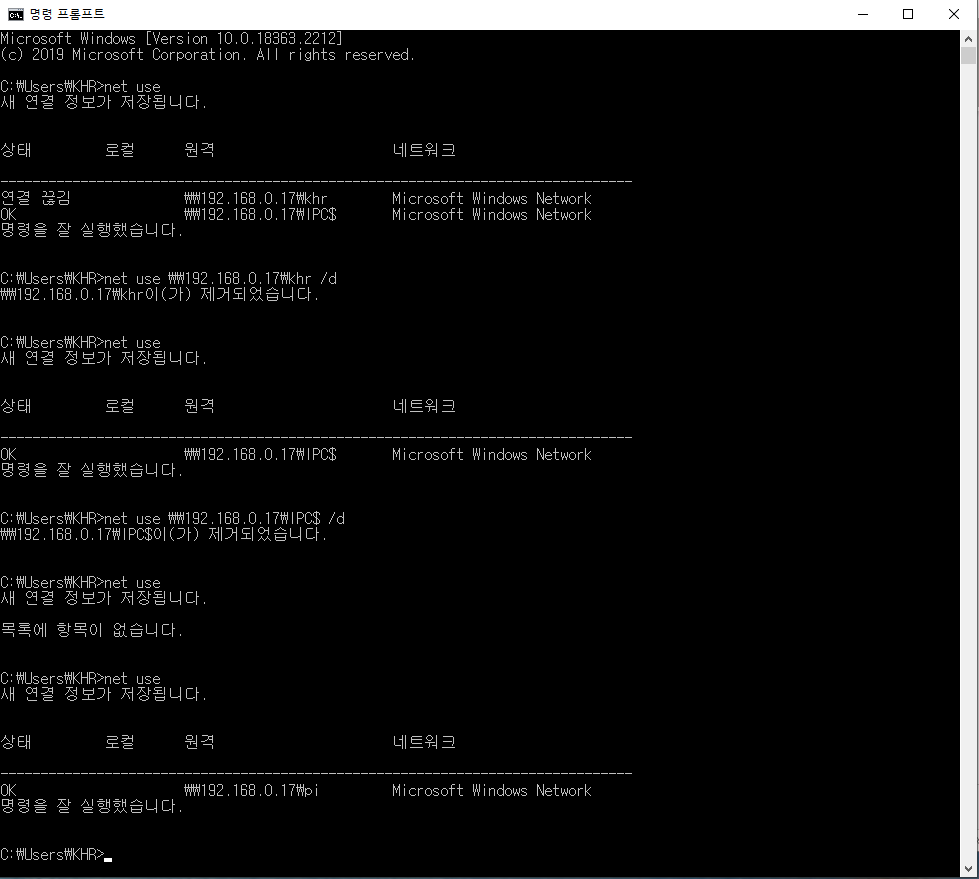 명령 프롬프트
Microsoft Windows [Version 10.0.18363.2212]
(c) 2019 Microsoft Corporation. All rights reserved.
C:₩Users₩KHR>net use
새 연결 정보가 저장됩니다.
상태 로컬 원격 네트워크
-------------------------------------------------------------------------------
연결 끊김 ₩₩192.168.0.17₩khr Microsoft Windows Network
OK ₩₩192.168.0.17₩IPC$ Microsoft Windows Network
명령을 잘 실행했습니다.
C:₩Users₩KHR>net use ₩₩192.168.0.17₩khr /d
₩₩192.168.0.17₩khr이(가) 제거되었습니다.
C:₩Users₩KHR>net use
새 연결 정보가 저장됩니다.
상태 로컬 원격 네트워크
-------------------------------------------------------------------------------
OK ₩₩192.168.0.17₩IPC$ Microsoft Windows Network
명령을 잘 실행했습니다.
C:₩Users₩KHR>net use ₩₩192.168.0.17₩IPC$ /d
₩₩192.168.0.17₩IPC$이(가) 제거되었습니다.
C:₩Users₩KHR>net use
새 연결 정보가 저장됩니다.
목록에 항목이 없습니다.
C:₩Users₩KHR>net use
새 연결 정보가 저장됩니다.
상태 로컬 원격 네트워크
-------------------------------------------------------------------------------
OK ₩₩192.168.0.17₩pi Microsoft Windows Network
명령을 잘 실행했습니다.
C:₩Users₩KHR>